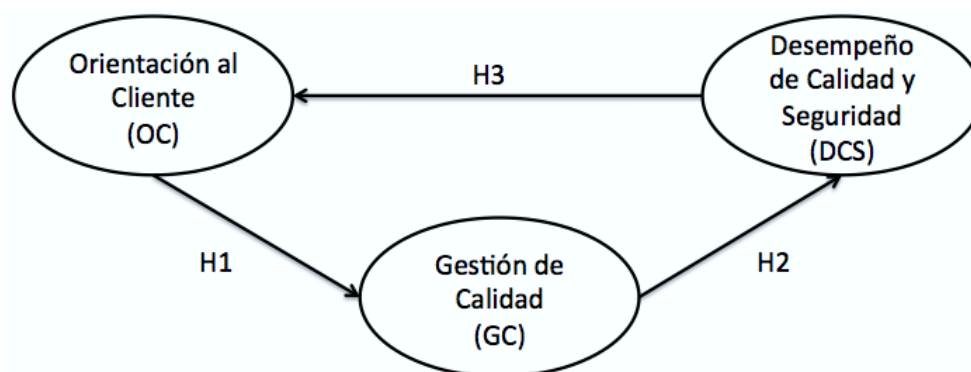 Orientación al
Cliente
(OC)
H3
Desempeño
de Calidad y
Seguridad
(DCS)
H1
Gestión de
Calidad
(GC)
H2